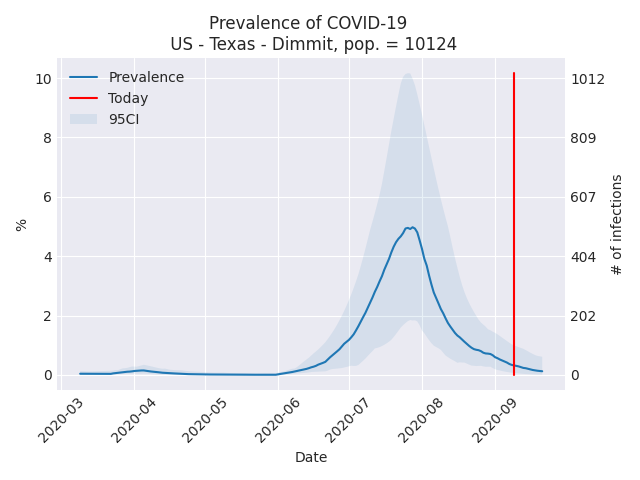 Prevalence of COVID-19
US - Texas - Dimmit, pop. = 10124
Prevalence
Today
95CI
10
8
6
4
2
0
%
1012
809
607
404
202
0
# of infections
2020-03
2020-04
2020-05
2020-06
2020-07
2020-08
2020-09
Date